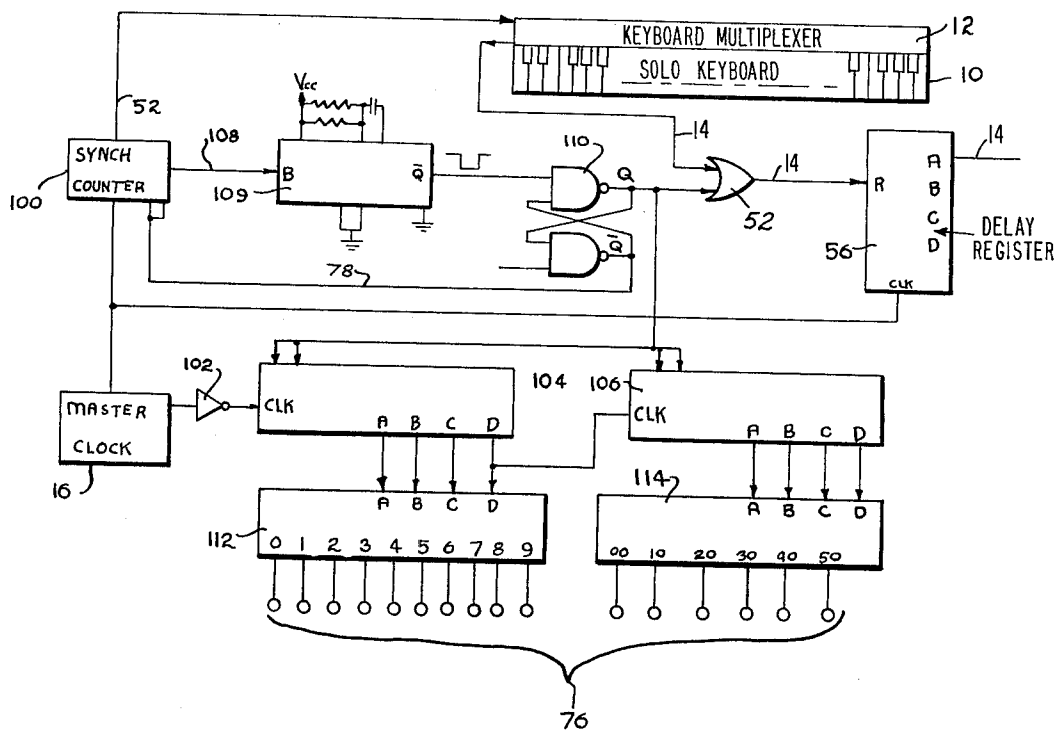 KEYBOARD MULTIPLEXER
12
SOLO KEYBOARD
10
52
Vcc
108
SYNCH
COUNTER
100
B
109
Q̅
110
Q
Q̅
14
14
52
R
A
B
C
D
14
DELAY
REGISTER
56
CLK
78
102
MASTER
CLOCK
16
CLK
104
A B C D
106
CLK
A B C D
A B C D
112
0 1 2 3 4 5 6 7 8 9
114
A B C D
00 10 20 30 40 50
76